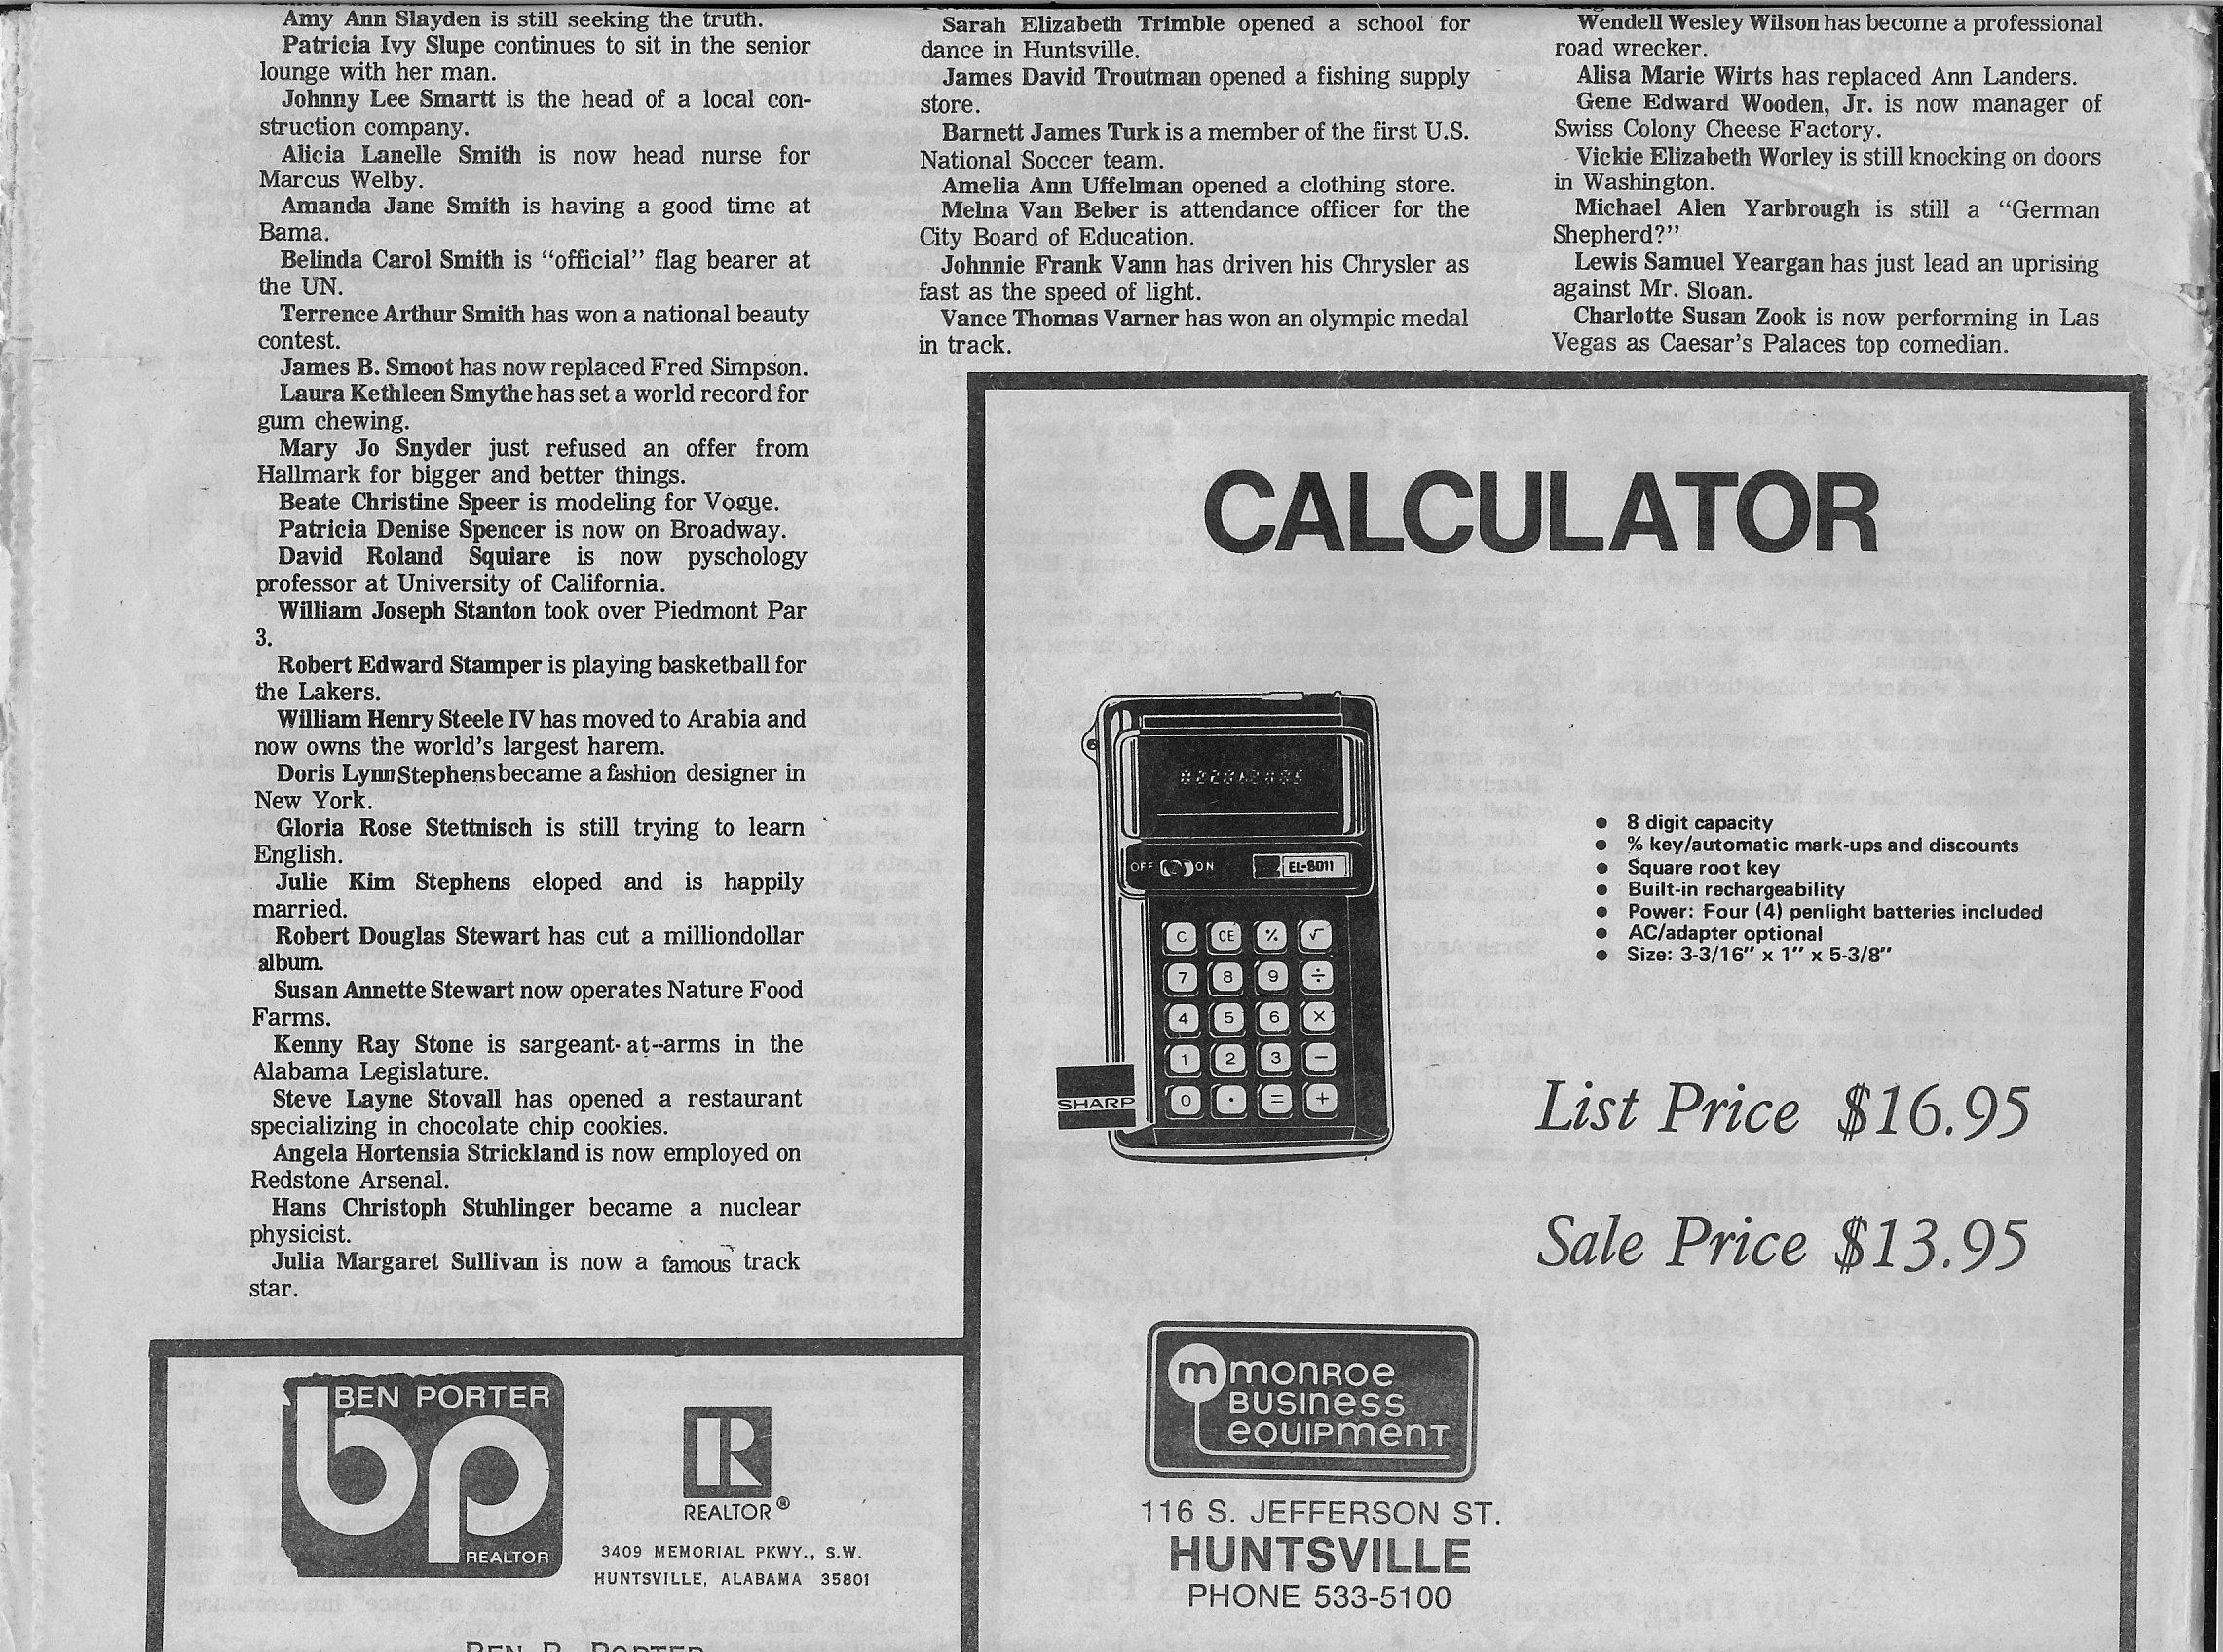 Amy Ann Slayden is still seeking the truth.
Patricia Ivy Slupe continues to sit in the senior
lounge with her man.
Johnny Lee Smartt is the head of a local con-
struction company.
Alicia Lanelle Smith is now head nurse for
Marcus Welby.
Amanda Jane Smith is having a good time at
Bama.
Belinda Carol Smith is “official” flag bearer at
the UN.
Terrence Arthur Smith has won a national beauty
contest.
James B. Smoot has now replaced Fred Simpson.
Laura Kethleen Smythe has set a world record for
gum chewing.
Mary Jo Snyder just refused an offer from
Hallmark for bigger and better things.
Beate Christine Speer is modeling for Vogue.
Patricia Denise Spencer is now on Broadway.
David Roland Squiare is now pyschology
professor at University of California.
William Joseph Stanton took over Piedmont Par
3.
Robert Edward Stamper is playing basketball for
the Lakers.
William Henry Steele IV has moved to Arabia and
now owns the world’s largest harem.
Doris Lynn Stephens became a fashion designer in
New York.
Gloria Rose Stettnisch is still trying to learn
English.
Julie Kim Stephens eloped and is happily
married.
Robert Douglas Stewart has cut a milliondollar
album.
Susan Annette Stewart now operates Nature Food
Farms.
Kenny Ray Stone is sargeant-at-arms in the
Alabama Legislature.
Steve Layne Stovall has opened a restaurant
specializing in chocolate chip cookies.
Angela Hortensia Strickland is now employed on
Redstone Arsenal.
Hans Christoph Stuhlinger became a nuclear
physicist.
Julia Margaret Sullivan is now a famous track
star.
Sarah Elizabeth Trimble opened a school for
dance in Huntsville.
James David Troutman opened a fishing supply
store.
Barnett James Turk is a member of the first U.S.
National Soccer team.
Amelia Ann Uffelman opened a clothing store.
Melna Van Beber is attendance officer for the
City Board of Education.
Johnnie Frank Vann has driven his Chrysler as
fast as the speed of light.
Vance Thomas Varner has won an olympic medal
in track.
Wendell Wesley Wilson has become a professional
road wrecker.
Alisa Marie Wirts has replaced Ann Landers.
Gene Edward Wooden, Jr. is now manager of
Swiss Colony Cheese Factory.
Vickie Elizabeth Worley is still knocking on doors
in Washington.
Michael Alen Yarbrough is still a “German
Shepherd?”
Lewis Samuel Yeargan has just lead an uprising
against Mr. Sloan.
Charlotte Susan Zook is now performing in Las
Vegas as Caesar’s Palaces top comedian.
CALCULATOR
OFF ON EL-8011
C CE % √
7 8 9 ÷
4 5 6 ×
1 2 3 −
0 . = +
SHARP
● 8 digit capacity
● % key/automatic mark-ups and discounts
● Square root key
● Built-in rechargeability
● Power: Four (4) penlight batteries included
● AC/adapter optional
● Size: 3-3/16” x 1” x 5-3/8”
List Price $16.95
Sale Price $13.95
m monroe
Business
equipment
116 S. JEFFERSON ST.
HUNTSVILLE
PHONE 533-5100
BEN PORTER
bp
REALTOR
R
REALTOR®
3409 MEMORIAL PKWY., S.W.
HUNTSVILLE, ALABAMA 35801
BEN B. PORTER